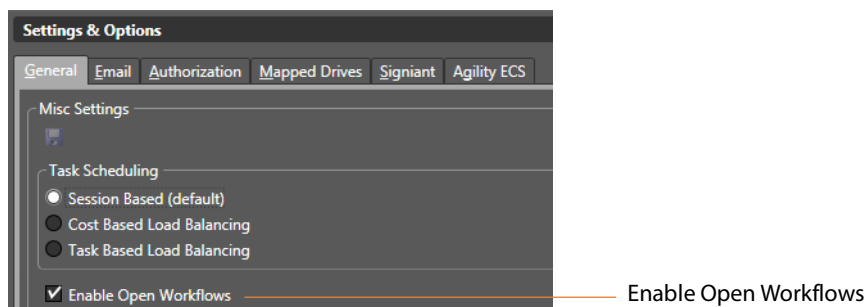 Settings & Options
General Email Authorization Mapped Drives Signiant Agility ECS
Misc Settings
Task Scheduling
Session Based (default)
Cost Based Load Balancing
Task Based Load Balancing
Enable Open Workflows Enable Open Workflows